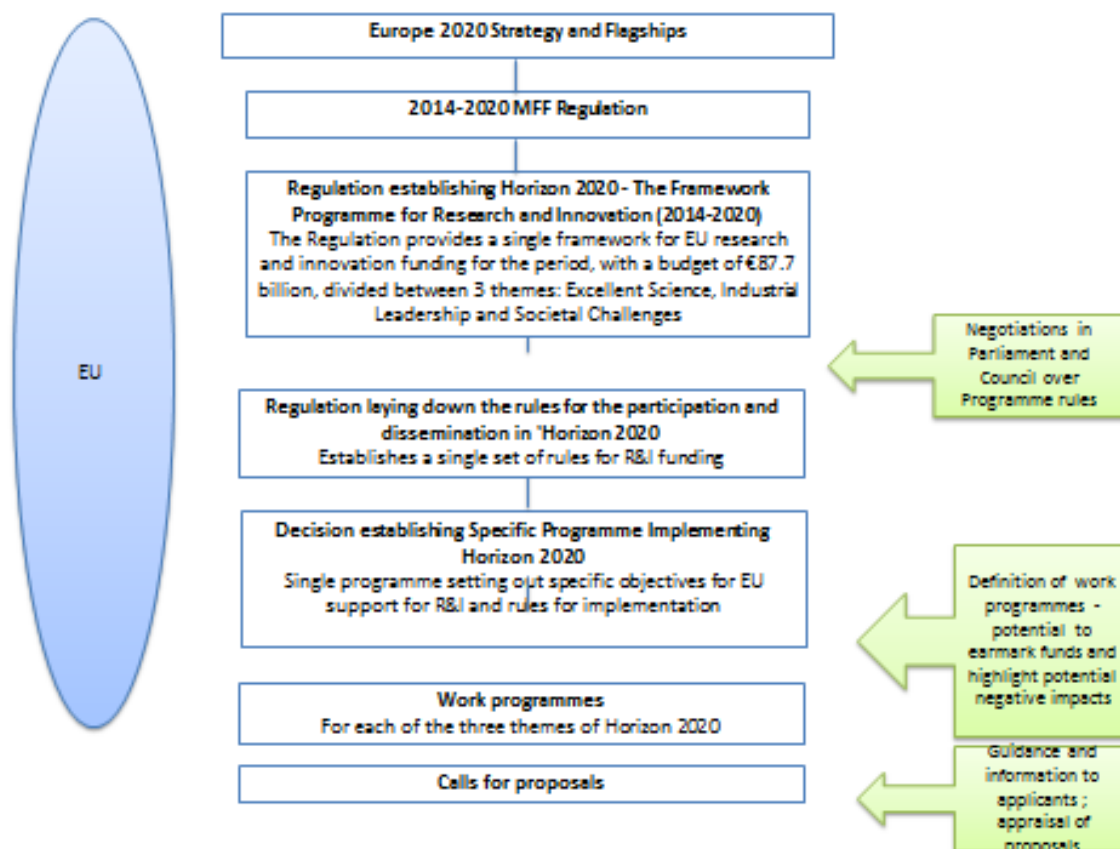 Europe 2020 Strategy and Flagships
2014-2020 MFF Regulation
Regulation establishing Horizon 2020 - The Framework
Programme for Research and Innovation (2014-2020)
The Regulation provides a single framework for EU research
and innovation funding for the period, with a budget of €87.7
billion, divided between 3 themes: Excellent Science, Industrial
Leadership and Societal Challenges
EU
Negotiations in
Parliament and
Council over
Programme rules
Regulation laying down the rules for the participation and
dissemination in 'Horizon 2020
Establishes a single set of rules for R&I funding
Decision establishing Specific Programme Implementing
Horizon 2020
Single programme setting out specific objectives for EU
support for R&I and rules for implementation
Definition of work
programmes -
potential to
earmark funds and
highlight potential
negative impacts
Work programmes
For each of the three themes of Horizon 2020
Calls for proposals
Guidance and
information to
applicants ;
appraisal of
proposals